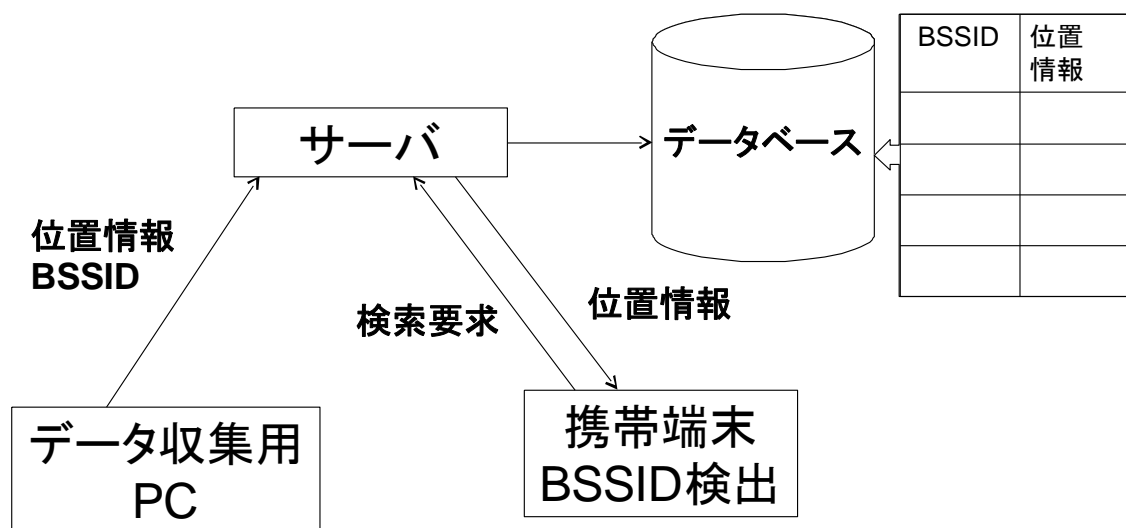 BSSID
位置
情報
サーバ
データベース
位置情報
BSSID
検索要求
位置情報
データ収集用
PC
携帯端末
BSSID検出